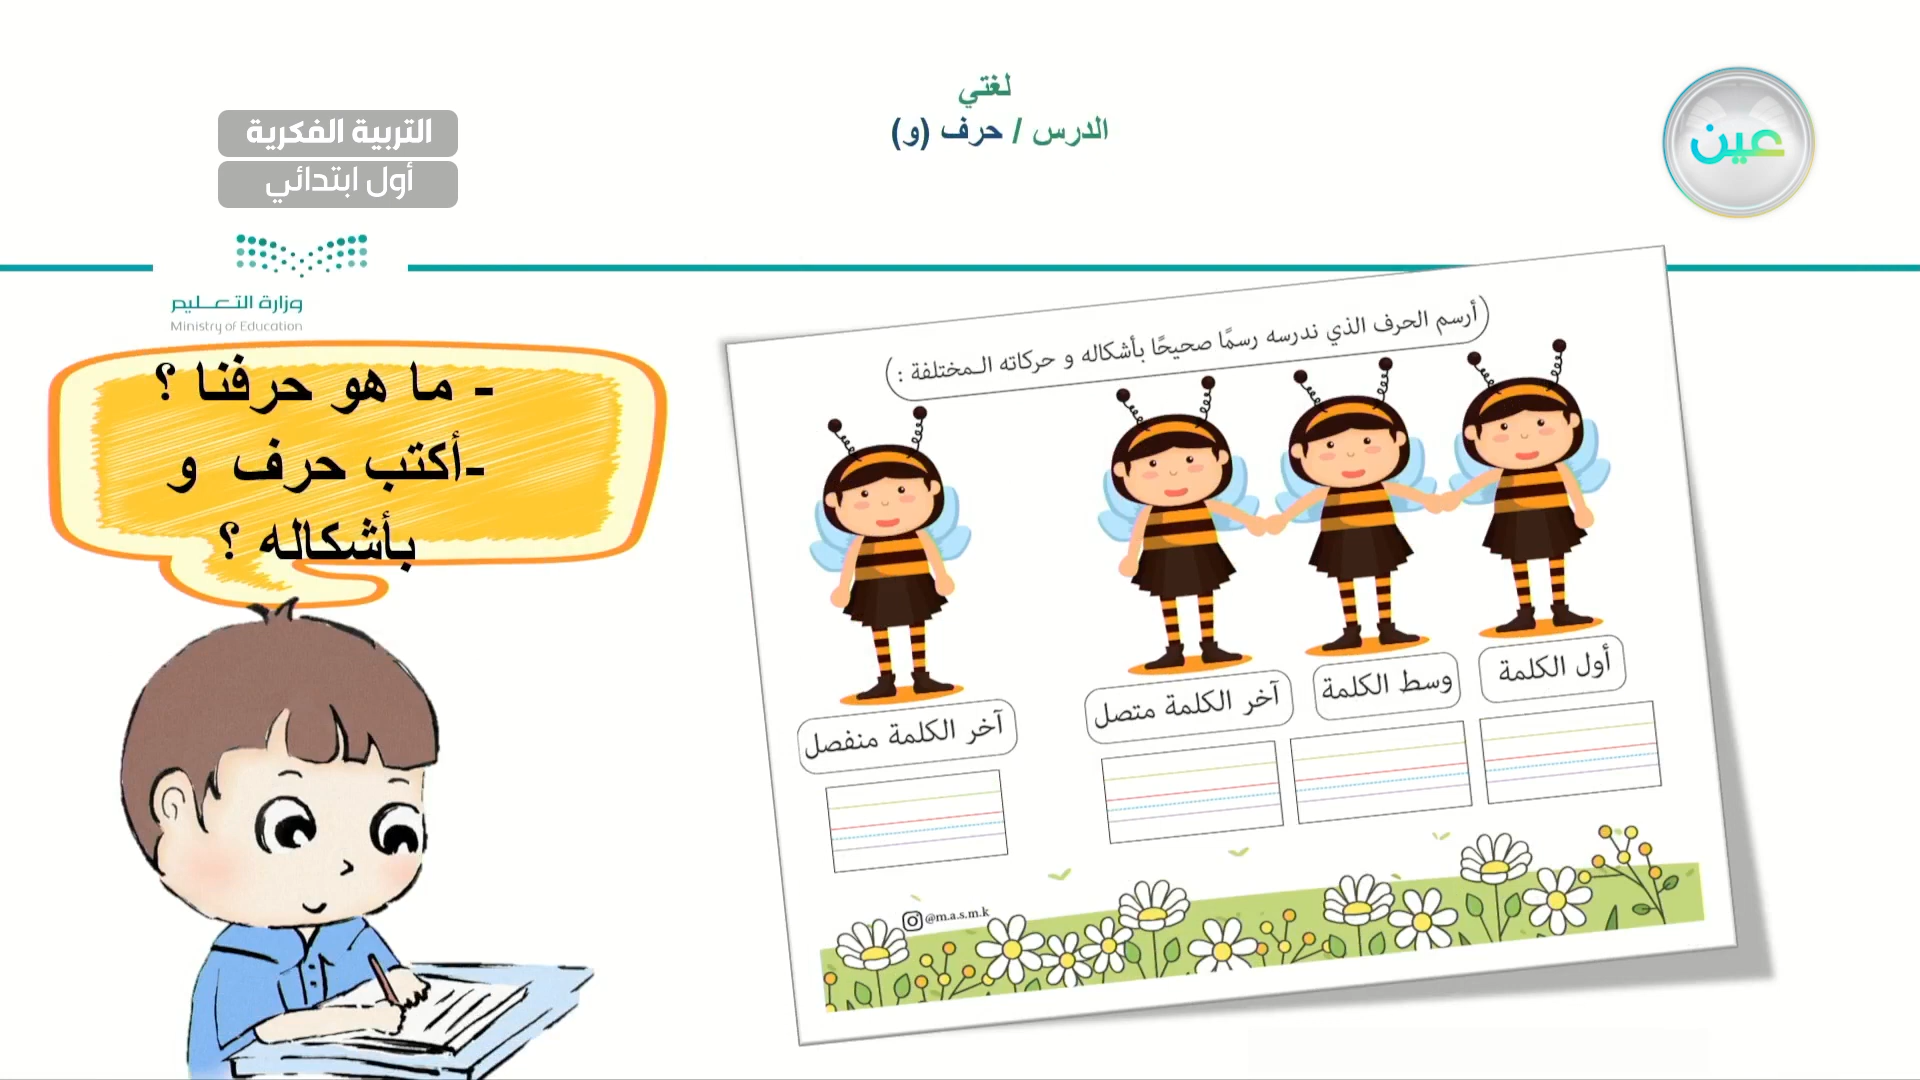 لغتي
الدرس / حرف (و)
عين
التربية الفكرية
أول ابتدائي
وزارة التعليم
Ministry of Education
- ما هو حرفنا ؟
-أكتب حرف و
بأشكاله ؟
(أرسم الحرف الذي ندرسه رسمًا صحيحًا بأشكاله و حركاته المختلفة :)
أول الكلمة
وسط الكلمة
آخر الكلمة متصل
آخر الكلمة منفصل
@m.a.s.m.k